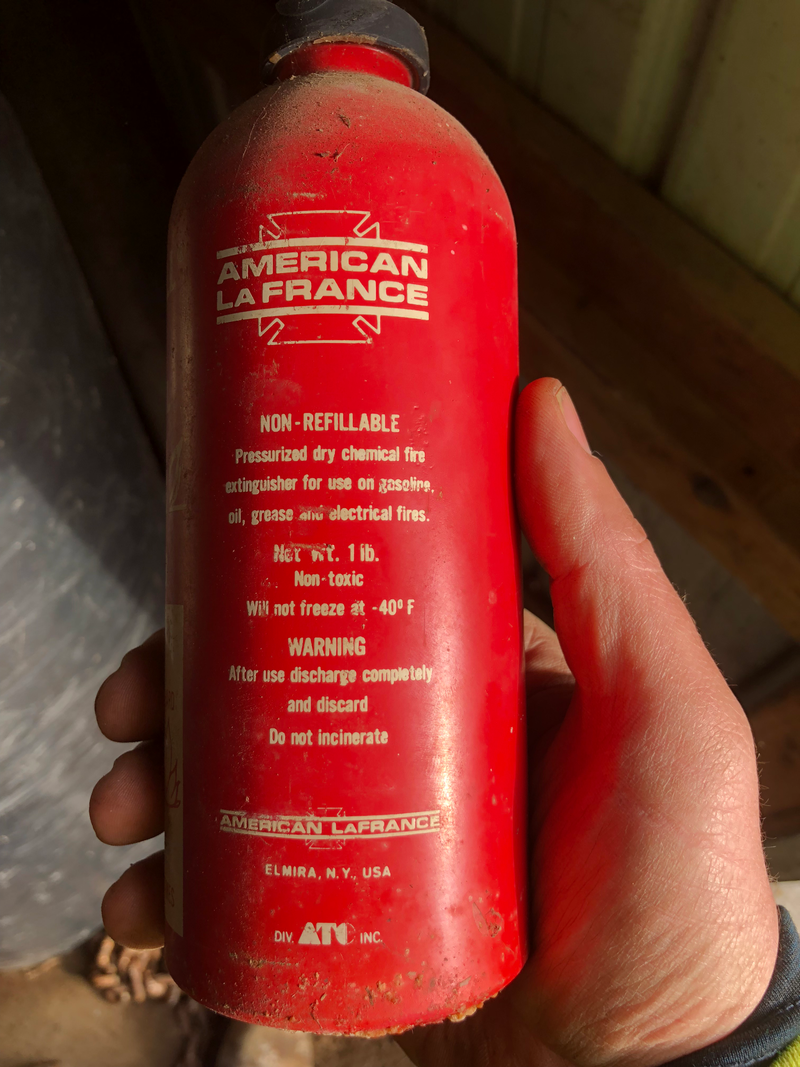 AMERICAN
LA FRANCE
NON-REFILLABLE
Pressurized dry chemical fire
extinguisher for use on gasoline,
oil, grease and electrical fires.
Net Wt. 1 lb.
Non-toxic
Will not freeze at -40° F
WARNING
After use discharge completely
and discard
Do not incinerate
AMERICAN LAFRANCE
ELMIRA, N.Y., USA
DIV. ATO INC.